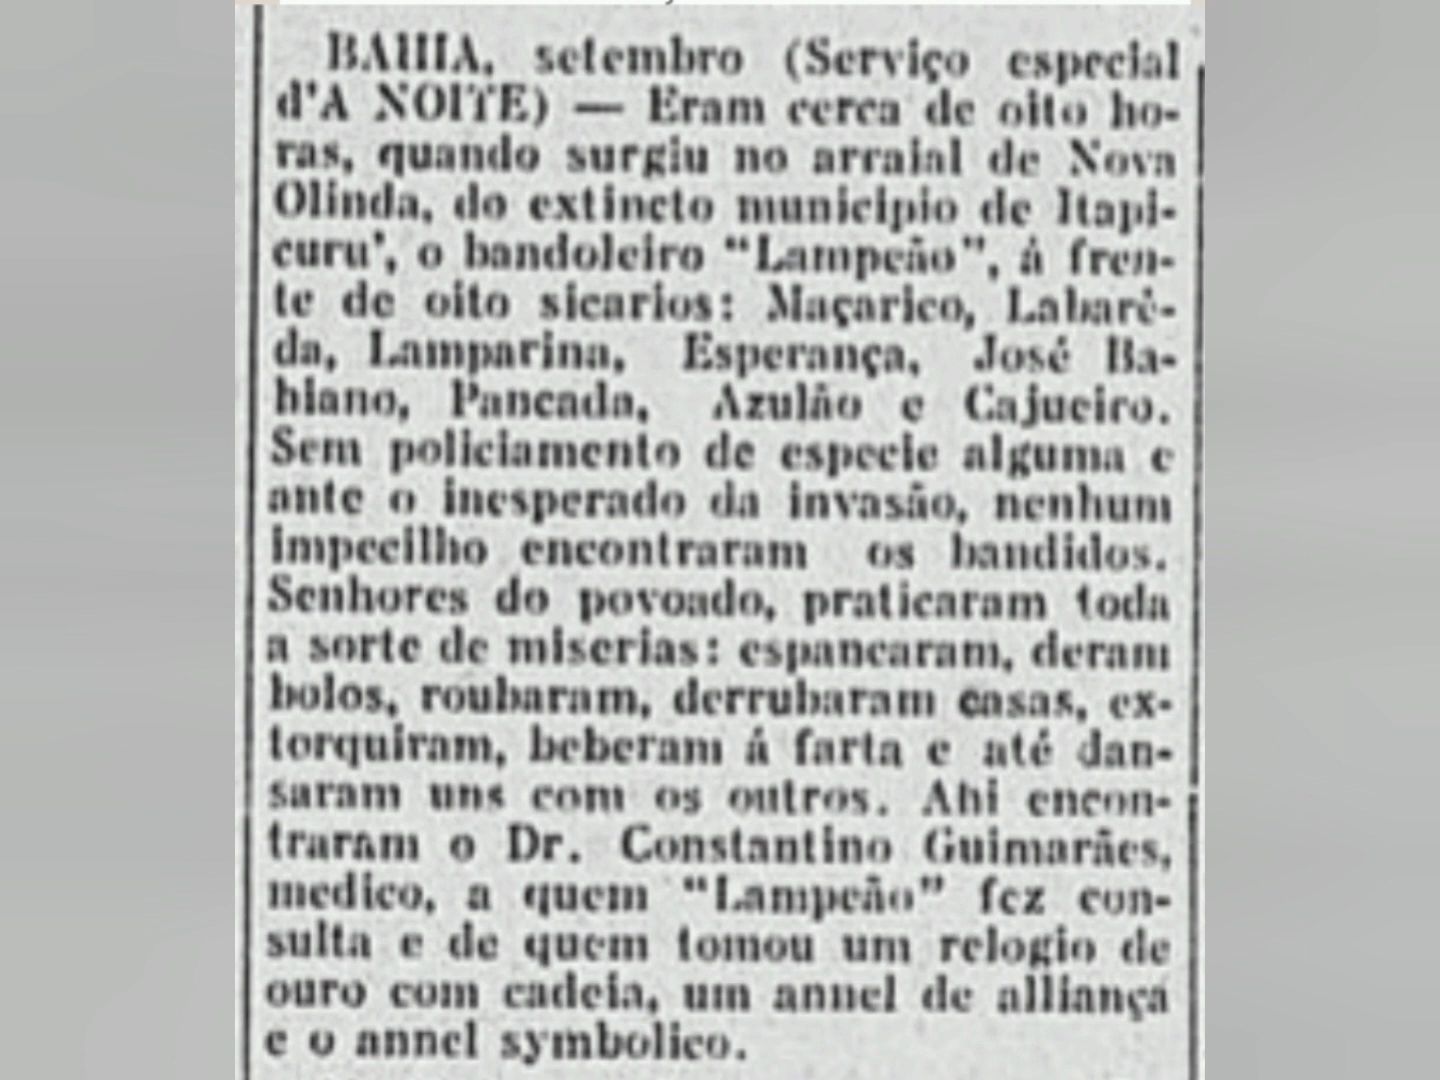 BAHIA, setembro (Serviço especial
d'A NOITE) — Eram cerca de oito ho-
ras, quando surgiu no arraial de Nova
Olinda, do extincto municipio de Itapi-
curu', o bandoleiro "Lampeão", á fren-
te de oito sicarios: Maçarico, Labarê-
da, Lamparina, Esperança, José Ba-
hiano, Pancada, Azulão e Cajueiro.
Sem policiamento de especie alguma e
ante o inesperado da invasão, nenhum
impecilho encontraram os bandidos.
Senhores do povoado, praticaram toda
a sorte de miserias: espancaram, deram
bolos, roubaram, derrubaram casas, ex-
torquiram, beberam á farta e até dan-
saram uns com os outros. Ahi encon-
traram o Dr. Constantino Guimarães,
medico, a quem "Lampeão" fez con-
sulta e de quem tomou um relogio de
ouro com cadeia, um annel de alliança
e o annel symbolico.